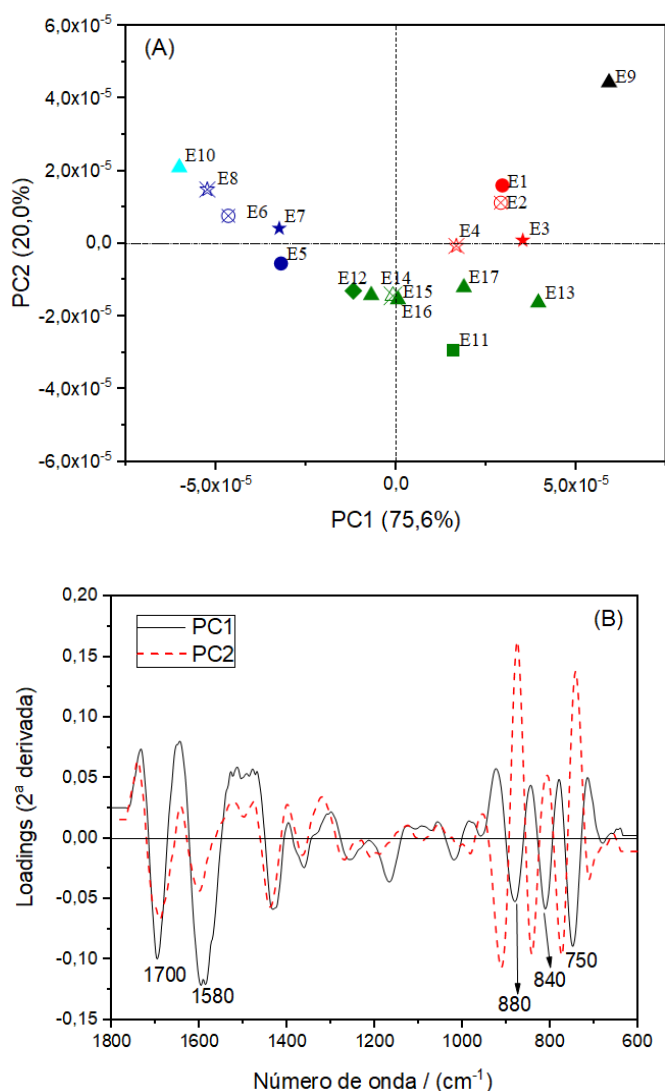 (A)
6,0x10-5
4,0x10-5
2,0x10-5
0,0
-2,0x10-5
-4,0x10-5
-6,0x10-5
PC2 (20,0%)
E9
E10
E8
E6
E7
E5
E1
E2
E3
E4
E12
E14
E15
E16
E17
E13
E11
-5,0x10-5
0,0
5,0x10-5
PC1 (75,6%)
(B)
PC1
PC2
0,20
0,15
0,10
0,05
0,00
-0,05
-0,10
-0,15
Loadings (2ª derivada)
1700
1580
880
840
750
1800
1600
1400
1200
1000
800
600
Número de onda / (cm-1)